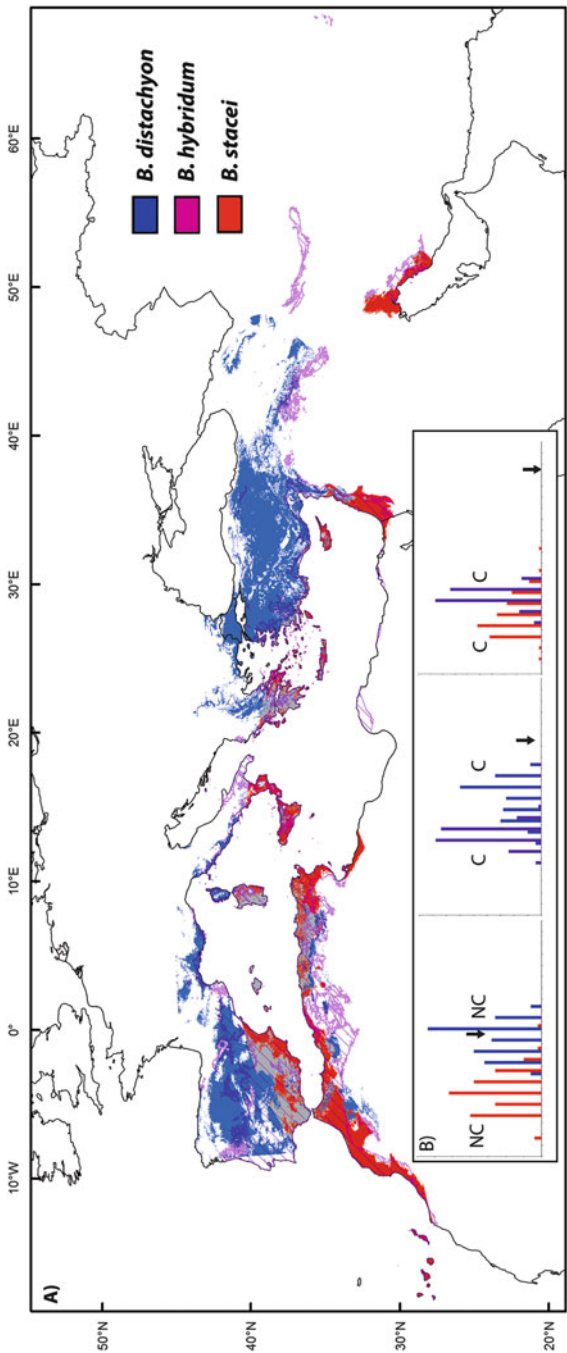 A)
10°W
0°
10°E
20°E
30°E
40°E
50°E
60°E
50°N
40°N
30°N
20°N
B. distachyon
B. hybridum
B. stacei
B)
NC
NC
C
C
C
C